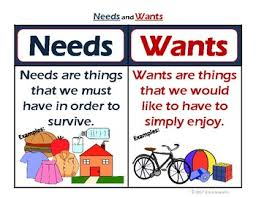 Needs and Wants
Needs
Needs are things
that we must
have in order to
survive.
Examples:
Wants
Wants are things
that we would
like to have to
simply enjoy.
Examples: